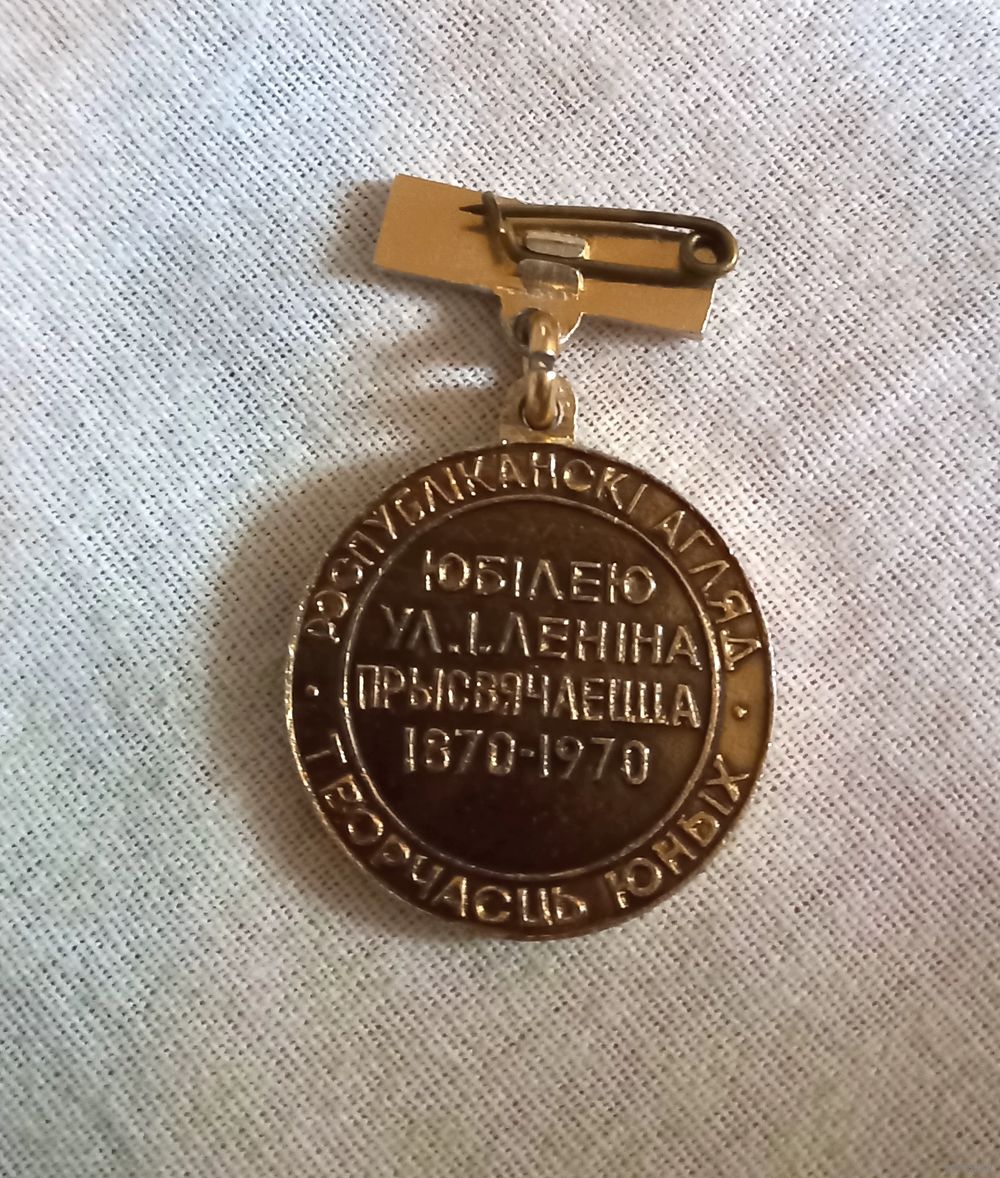 РЭСПУБЛІКАНСКІ АГЛЯД
ЮБІЛЕЮ
УЛ.І.ЛЕНІНА
ПРЫСВЯЧАЕЦЦА
1870-1970
ТВОРЧАСЦЬ ЮНЫХ